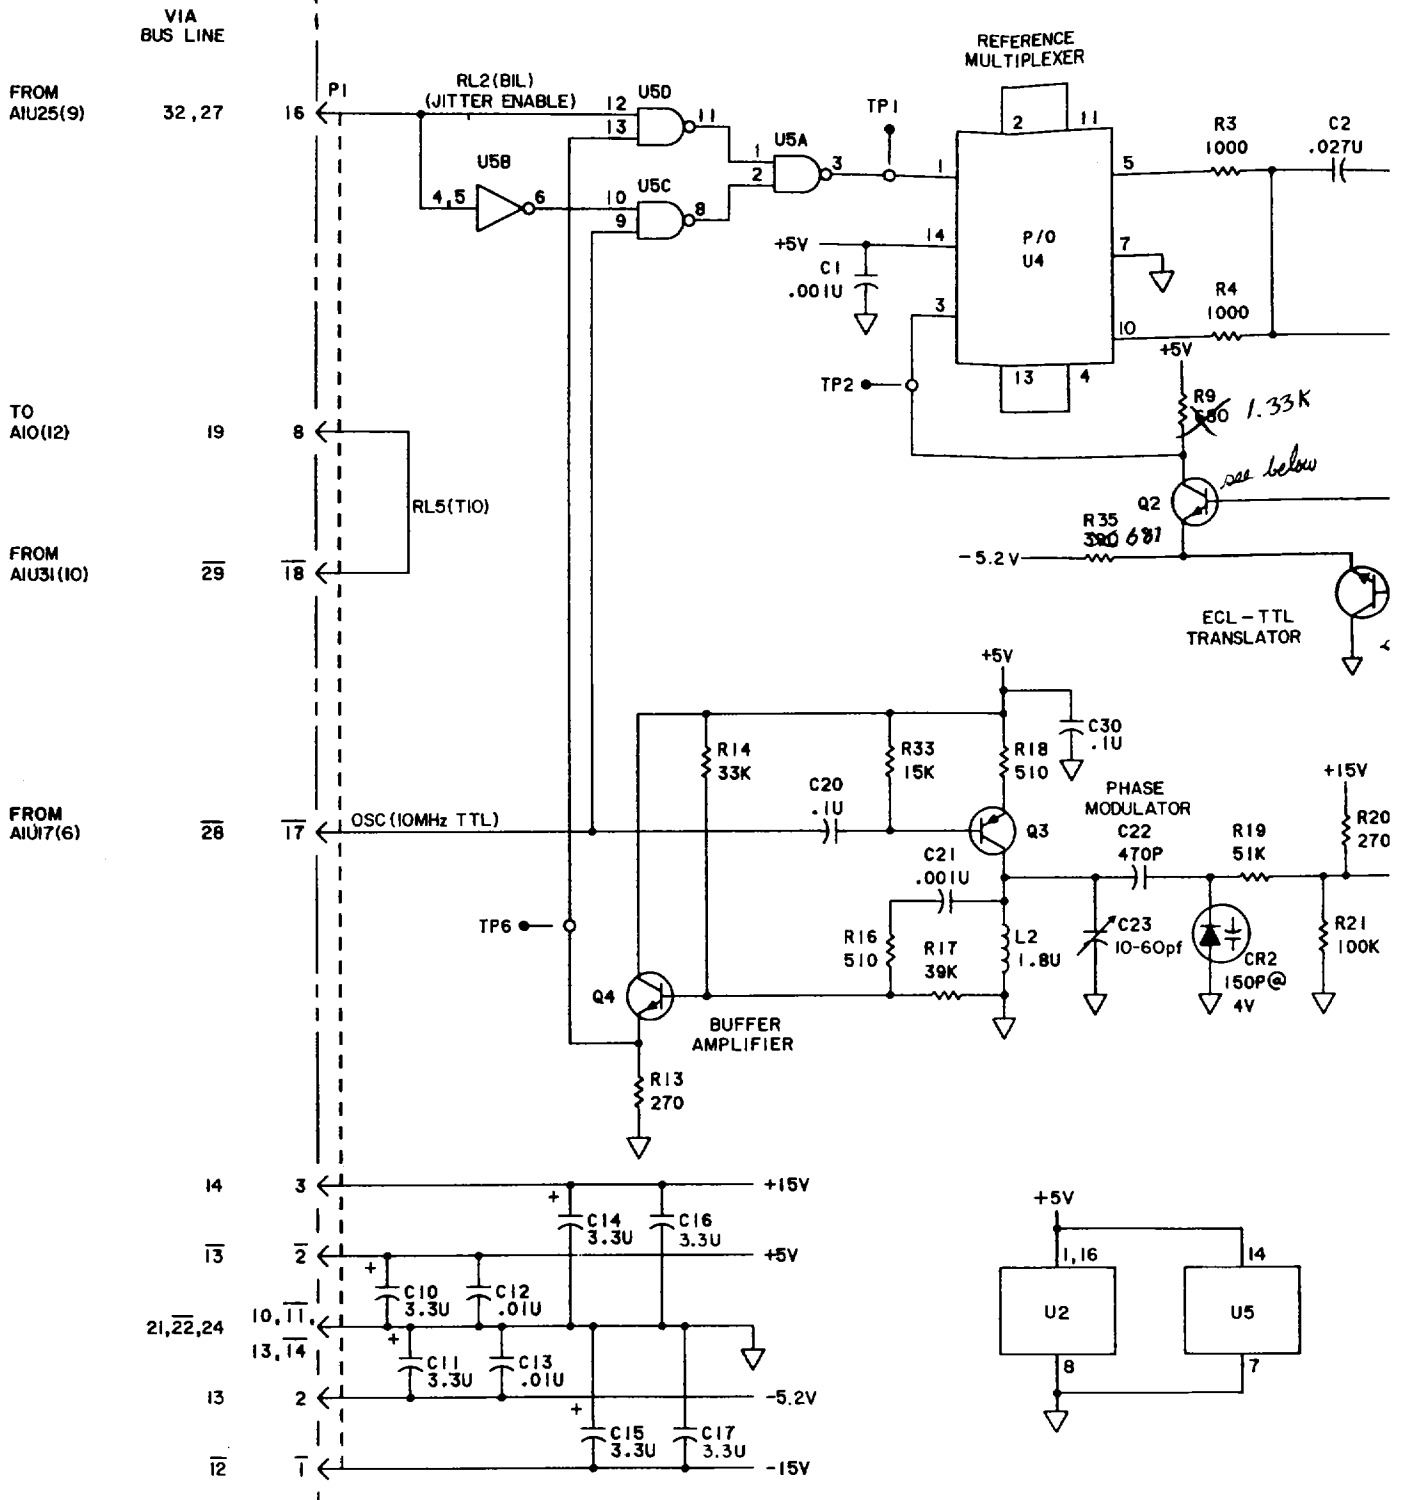 VIA
BUS LINE
REFERENCE
MULTIPLEXER
FROM
A1U25(9)
32,27
16
P1
RL2(BIL)
(JITTER ENABLE)
12
13
U5D
11
U5B
4,5
6
10
9
U5C
8
1
2
U5A
3
TP1
1
2
11
5
R3
1000
C2
.027U
+5V
14
P/O
U4
7
C1
.001U
3
10
R4
1000
13
4
+5V
TP2
R9
680
1.33K
see below
Q2
R35
390 681
-5.2V
ECL-TTL
TRANSLATOR
TO
A10(12)
19
8
RL5(TIO)
FROM
A1U31(10)
29
18
+5V
C30
.1U
R14
33K
R33
15K
R18
510
C20
.1U
PHASE
MODULATOR
+15V
FROM
A1U17(6)
28
17
OSC(10MHz TTL)
Q3
C22
470P
R19
51K
R20
270
C21
.001U
TP6
R16
510
R17
39K
L2
1.8U
C23
10-60pf
CR2
150P@
4V
R21
100K
Q4
BUFFER
AMPLIFIER
R13
270
14
3
+15V
+
C14
3.3U
C16
3.3U
13
2
+5V
+
C10
3.3U
C12
.01U
21,22,24
10,11,
13,14
+
C11
3.3U
C13
.01U
13
2
-5.2V
+
C15
3.3U
C17
3.3U
12
1
-15V
+5V
1,16
14
U2
U5
8
7